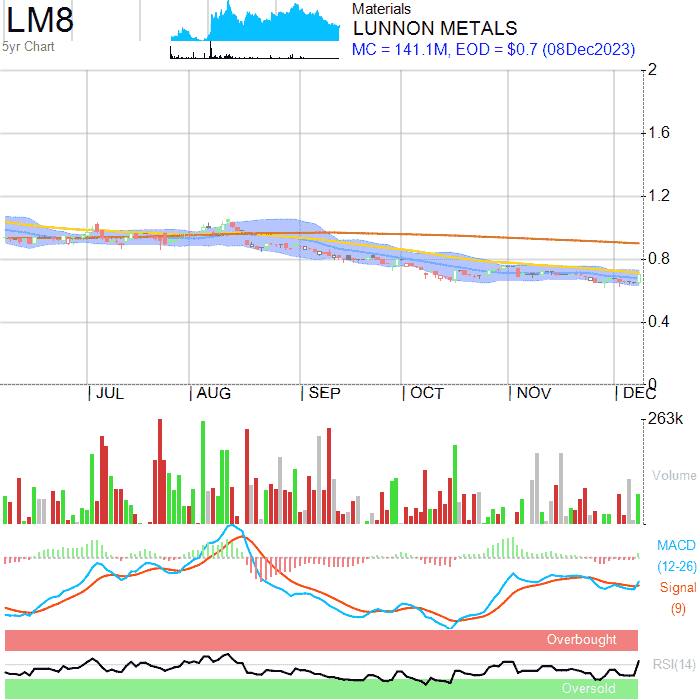 LM8
5yr Chart
Materials
LUNNON METALS
MC = 141.1M, EOD = $0.7 (08Dec2023)
2
1.6
1.2
0.8
0.4
0
JUL AUG SEP OCT NOV DEC
263k
Volume
MACD
(12-26)
Signal
(9)
Overbought
RSI(14)
Oversold